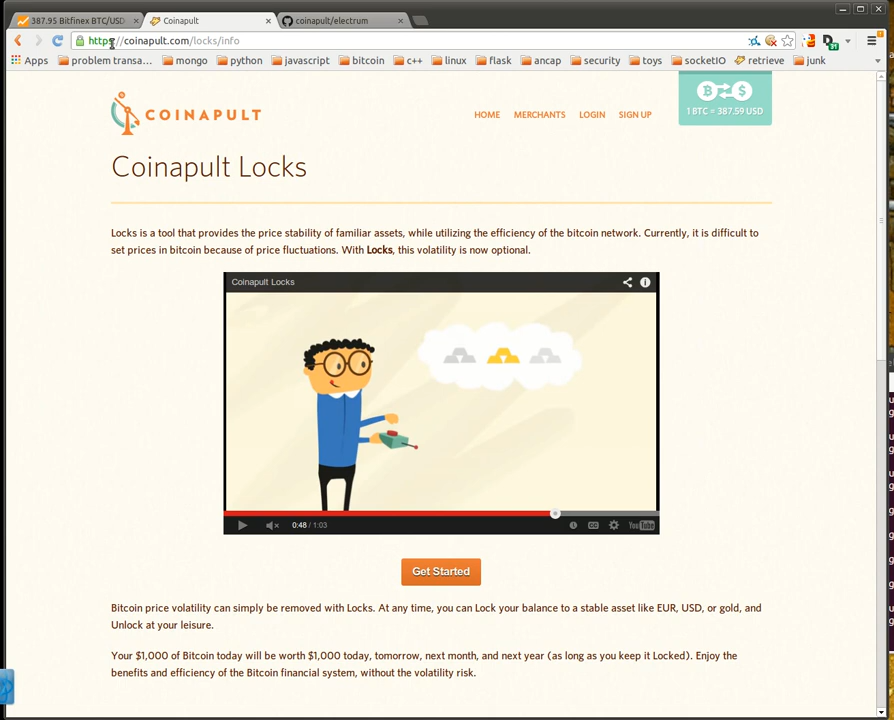 387.95 Bitfinex BTC/USD
Coinapult
coinapult/electrum
https://coinapult.com/locks/info
Apps problem transa... mongo python javascript bitcoin c++ linux flask ancap security toys socketIO retrieve junk
COINAPULT
HOME MERCHANTS LOGIN SIGN UP
1 BTC = 387.59 USD
Coinapult Locks
Locks is a tool that provides the price stability of familiar assets, while utilizing the efficiency of the bitcoin network. Currently, it is difficult to
set prices in bitcoin because of price fluctuations. With Locks, this volatility is now optional.
Coinapult Locks
0:48 / 1:03
YouTube
Get Started
Bitcoin price volatility can simply be removed with Locks. At any time, you can Lock your balance to a stable asset like EUR, USD, or gold, and
Unlock at your leisure.
Your $1,000 of Bitcoin today will be worth $1,000 today, tomorrow, next month, and next year (as long as you keep it Locked). Enjoy the
benefits and efficiency of the Bitcoin financial system, without the volatility risk.